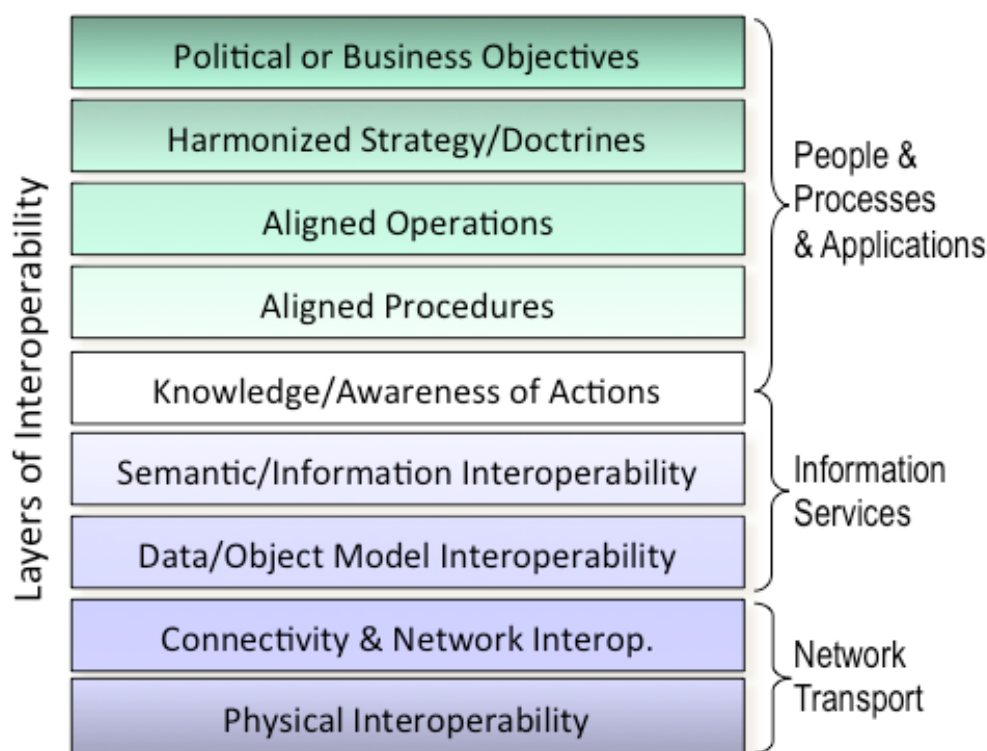 Layers of Interoperability
Political or Business Objectives
Harmonized Strategy/Doctrines
Aligned Operations
Aligned Procedures
Knowledge/Awareness of Actions
Semantic/Information Interoperability
Data/Object Model Interoperability
Connectivity & Network Interop.
Physical Interoperability
People &
Processes
& Applications
Information
Services
Network
Transport